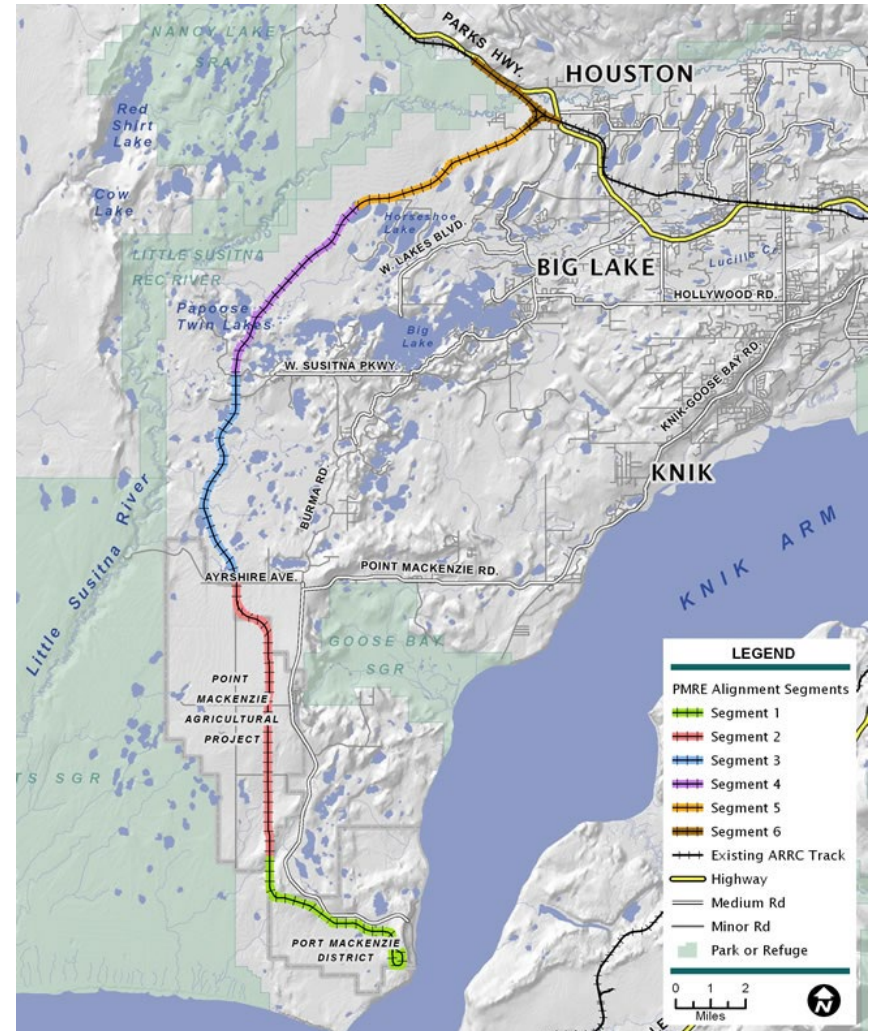 NANCY LAKE
SRA
PARKS HWY.
HOUSTON
Red
Shirt
Lake
Cow
Lake
Horseshoe
Lake
W. LAKES BLVD.
LITTLE SUSITNA
REC RIVER
BIG LAKE
Lucille Cr.
HOLLYWOOD RD.
Papoose
Twin Lakes
Big
Lake
W. SUSITNA PKWY.
KNIK-GOOSE BAY RD.
KNIK
BURMA RD.
Little Susitna River
KNIK ARM
AYRSHIRE AVE.
POINT MACKENZIE RD.
GOOSE BAY
SGR
POINT
MACKENZIE
AGRICULTURAL
PROJECT
TS SGR
PORT MACKENZIE
DISTRICT
LEGEND
PMRE Alignment Segments
Segment 1
Segment 2
Segment 3
Segment 4
Segment 5
Segment 6
Existing ARRC Track
Highway
Medium Rd
Minor Rd
Park or Refuge
0 1 2
Miles